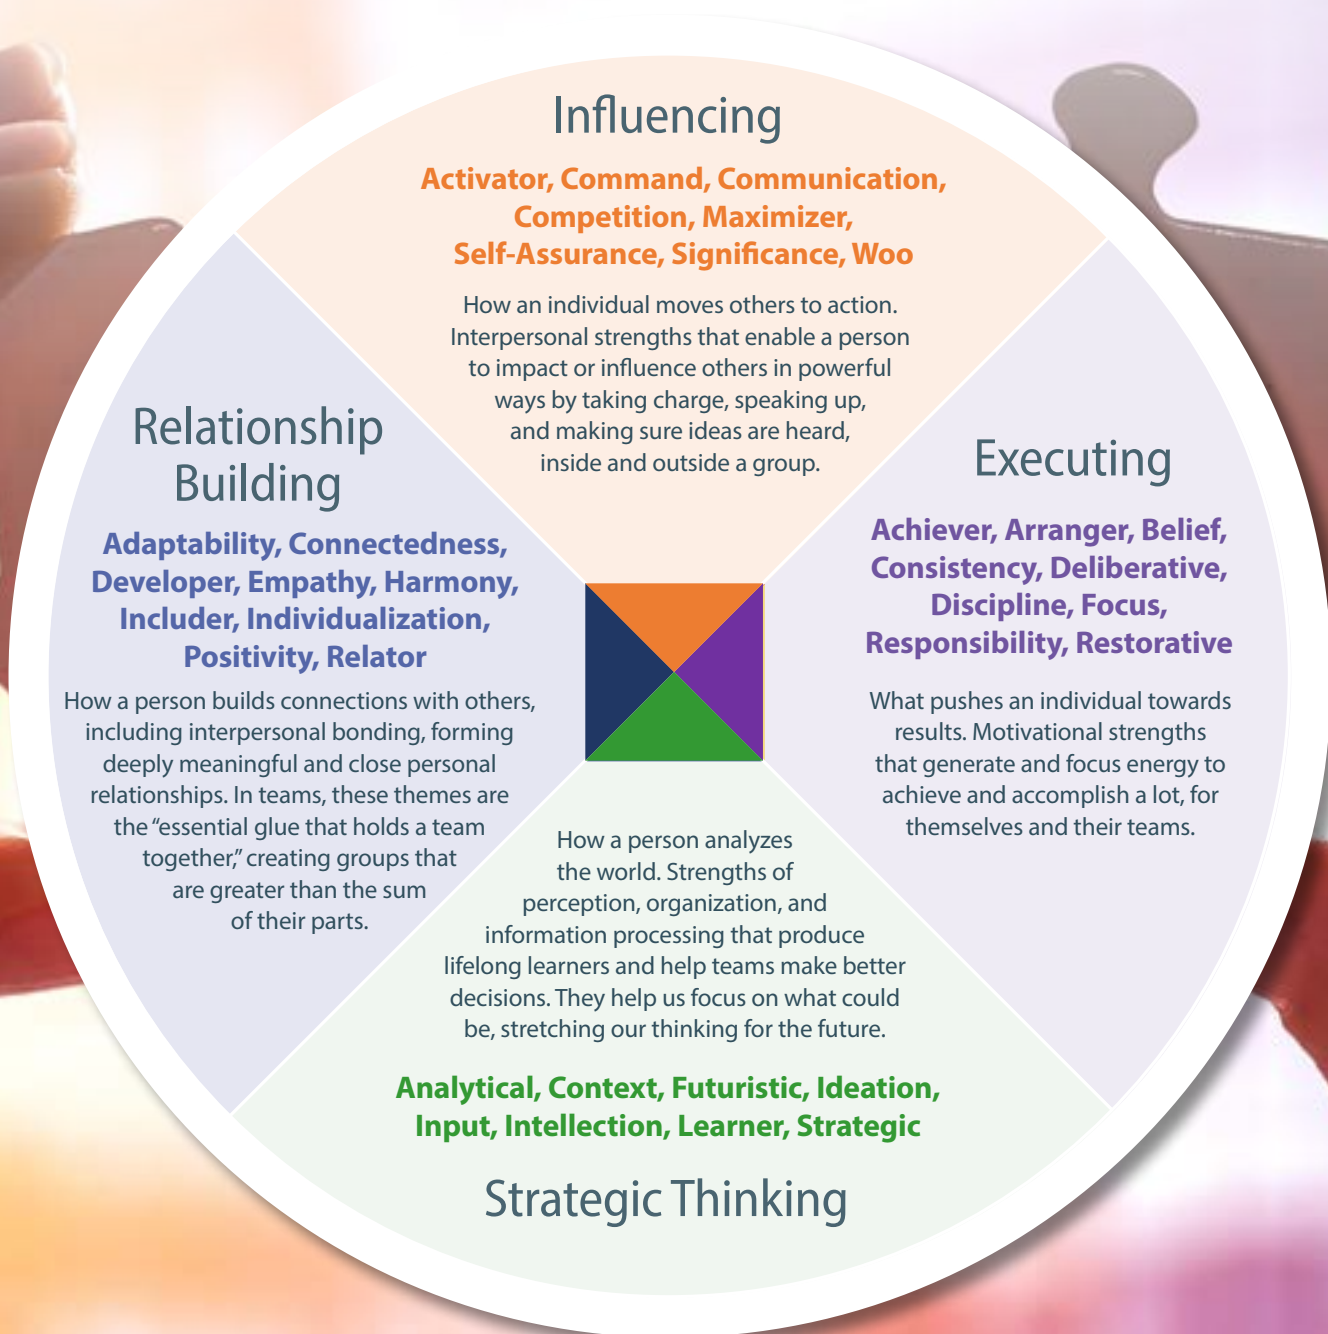 Influencing
Activator, Command, Communication,
Competition, Maximizer,
Self-Assurance, Significance, Woo
How an individual moves others to action.
Interpersonal strengths that enable a person
to impact or influence others in powerful
ways by taking charge, speaking up,
and making sure ideas are heard,
inside and outside a group.
Relationship
Building
Adaptability, Connectedness,
Developer, Empathy, Harmony,
Includer, Individualization,
Positivity, Relator
How a person builds connections with others,
including interpersonal bonding, forming
deeply meaningful and close personal
relationships. In teams, these themes are
the “essential glue that holds a team
together,” creating groups that
are greater than the sum
of their parts.
Executing
Achiever, Arranger, Belief,
Consistency, Deliberative,
Discipline, Focus,
Responsibility, Restorative
What pushes an individual towards
results. Motivational strengths
that generate and focus energy to
achieve and accomplish a lot, for
themselves and their teams.
How a person analyzes
the world. Strengths of
perception, organization, and
information processing that produce
lifelong learners and help teams make better
decisions. They help us focus on what could
be, stretching our thinking for the future.
Analytical, Context, Futuristic, Ideation,
Input, Intellection, Learner, Strategic
Strategic Thinking